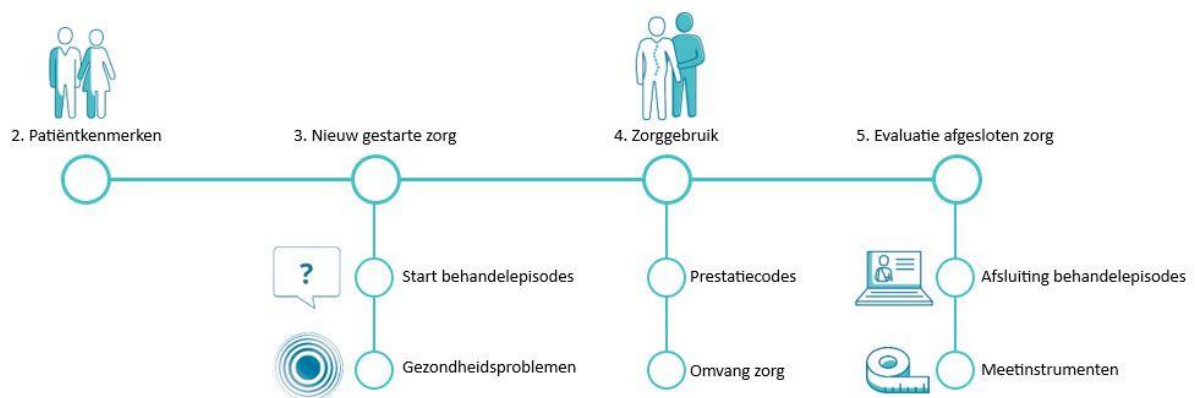 2. Patiëntkenmerken
3. Nieuw gestarte zorg
4. Zorggebruik
5. Evaluatie afgesloten zorg
?
Start behandelepisodes
Prestatiecodes
Afsluiting behandelepisodes
Gezondheidsproblemen
Omvang zorg
Meetinstrumenten